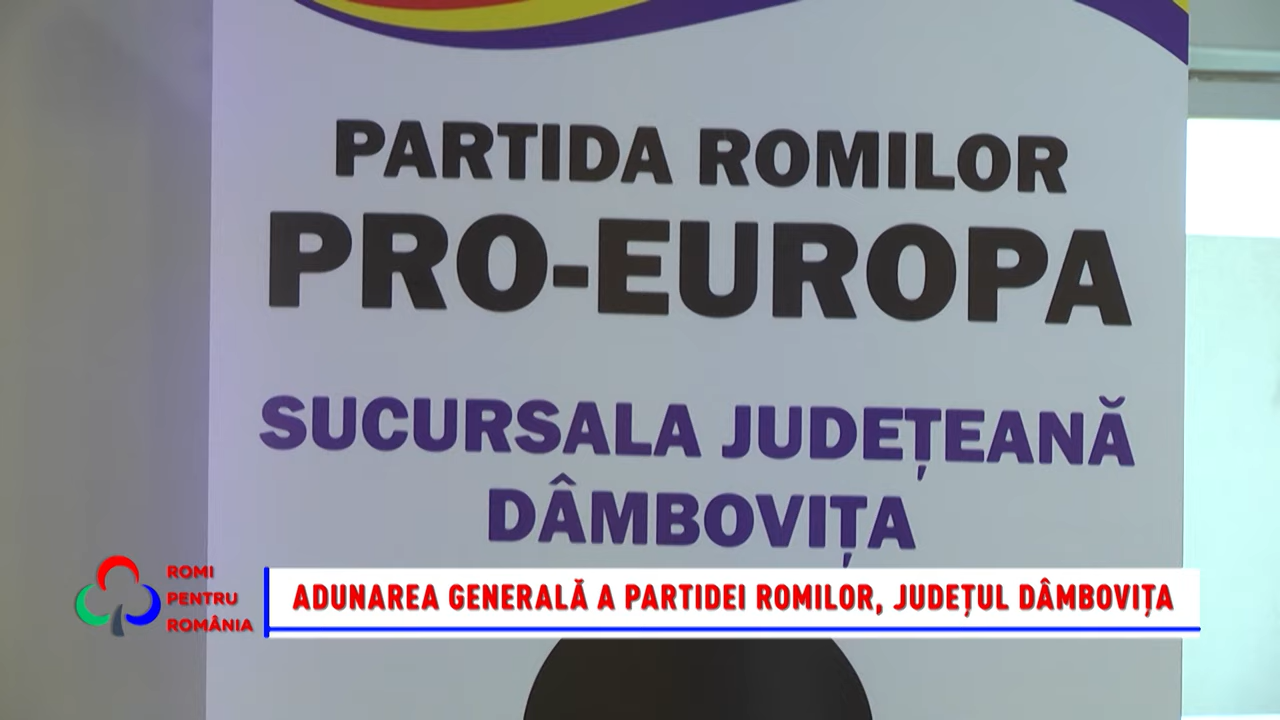 PARTIDA ROMILOR
PRO-EUROPA
SUCURSALA JUDEȚEANĂ
DÂMBOVIȚA
ROMI
PENTRU
ROMÂNIA
ADUNAREA GENERALĂ A PARTIDEI ROMILOR, JUDEȚUL DÂMBOVIȚA